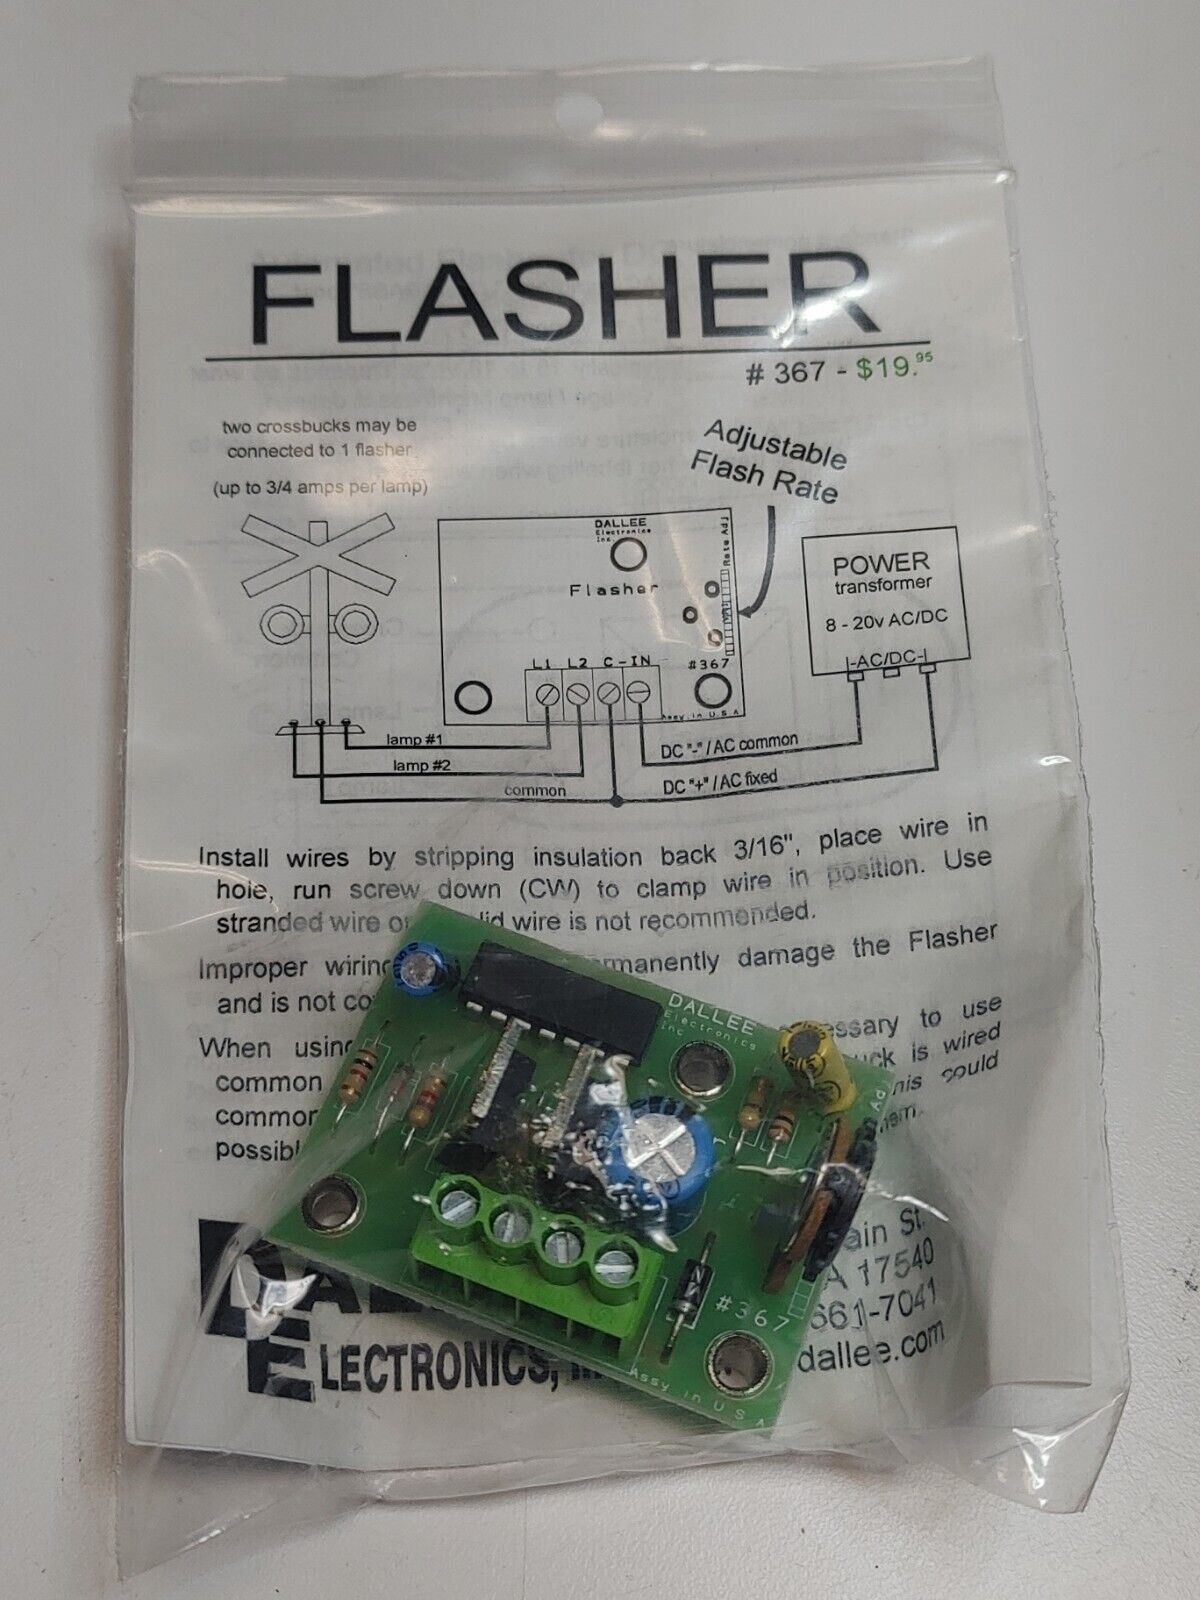 FLASHER
# 367 - $19.95
two crossbucks may be
connected to 1 flasher
(up to 3/4 amps per lamp)
Adjustable
Flash Rate
DALLEE
Electronics
Inc.
Flasher
Rate Adj
L1 L2 C - IN
#367
Assy. in U.S.A
POWER
transformer
8 - 20v AC/DC
|-AC/DC-|
lamp #1
lamp #2
common
DC "-" / AC common
DC "+" / AC fixed
Install wires by stripping insulation back 3/16", place wire in
hole, run screw down (CW) to clamp wire in position. Use
stranded wire wire is not recommended.
Improper damage the Flasher
and is not
When to use
common is wired
could
DALLEE
Electronics
Inc
Adj
#367
Assy in U S A
ELECTRONICS,
St.
17540
661-7041
dallee.com